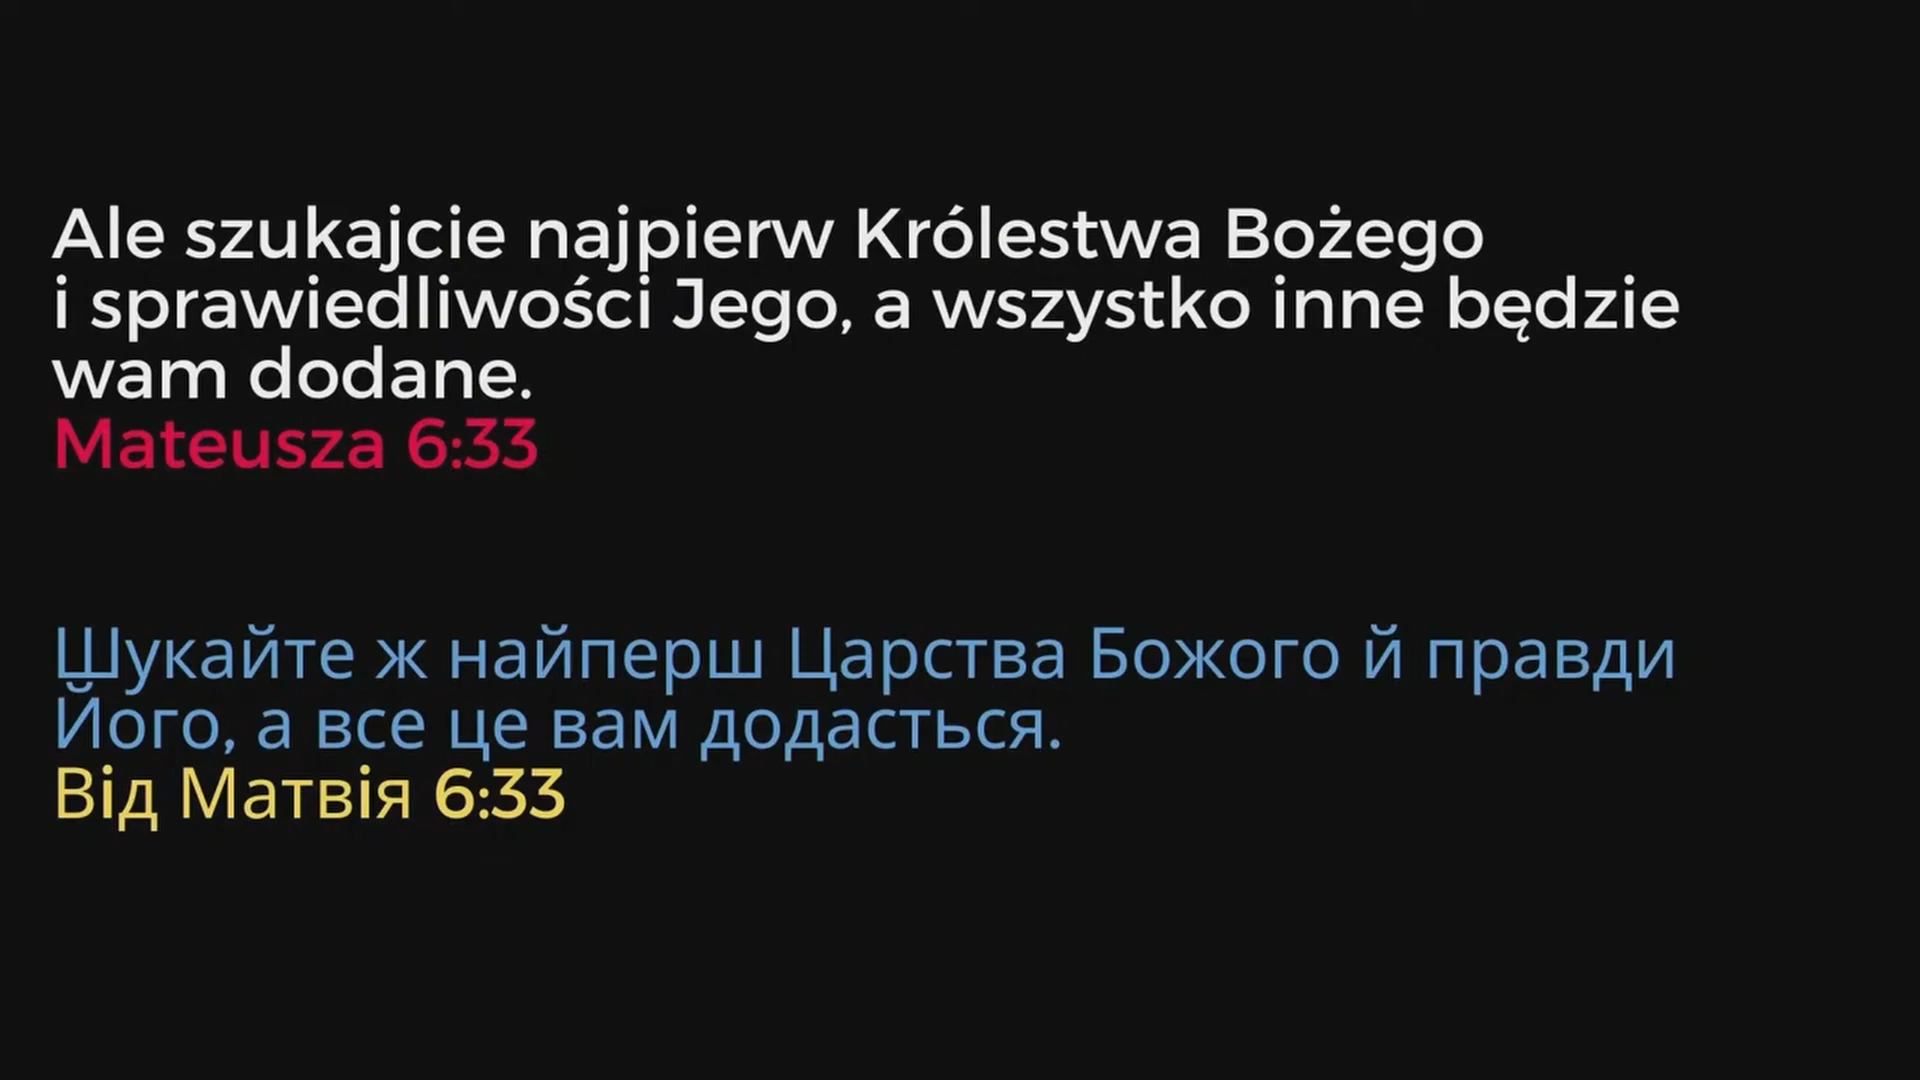 Ale szukajcie najpierw Królestwa Bożego
i sprawiedliwości Jego, a wszystko inne będzie
wam dodane.
Mateusza 6:33
Шукайте ж найперш Царства Божого й правди
Його, а все це вам додасться.
Від Матвія 6:33